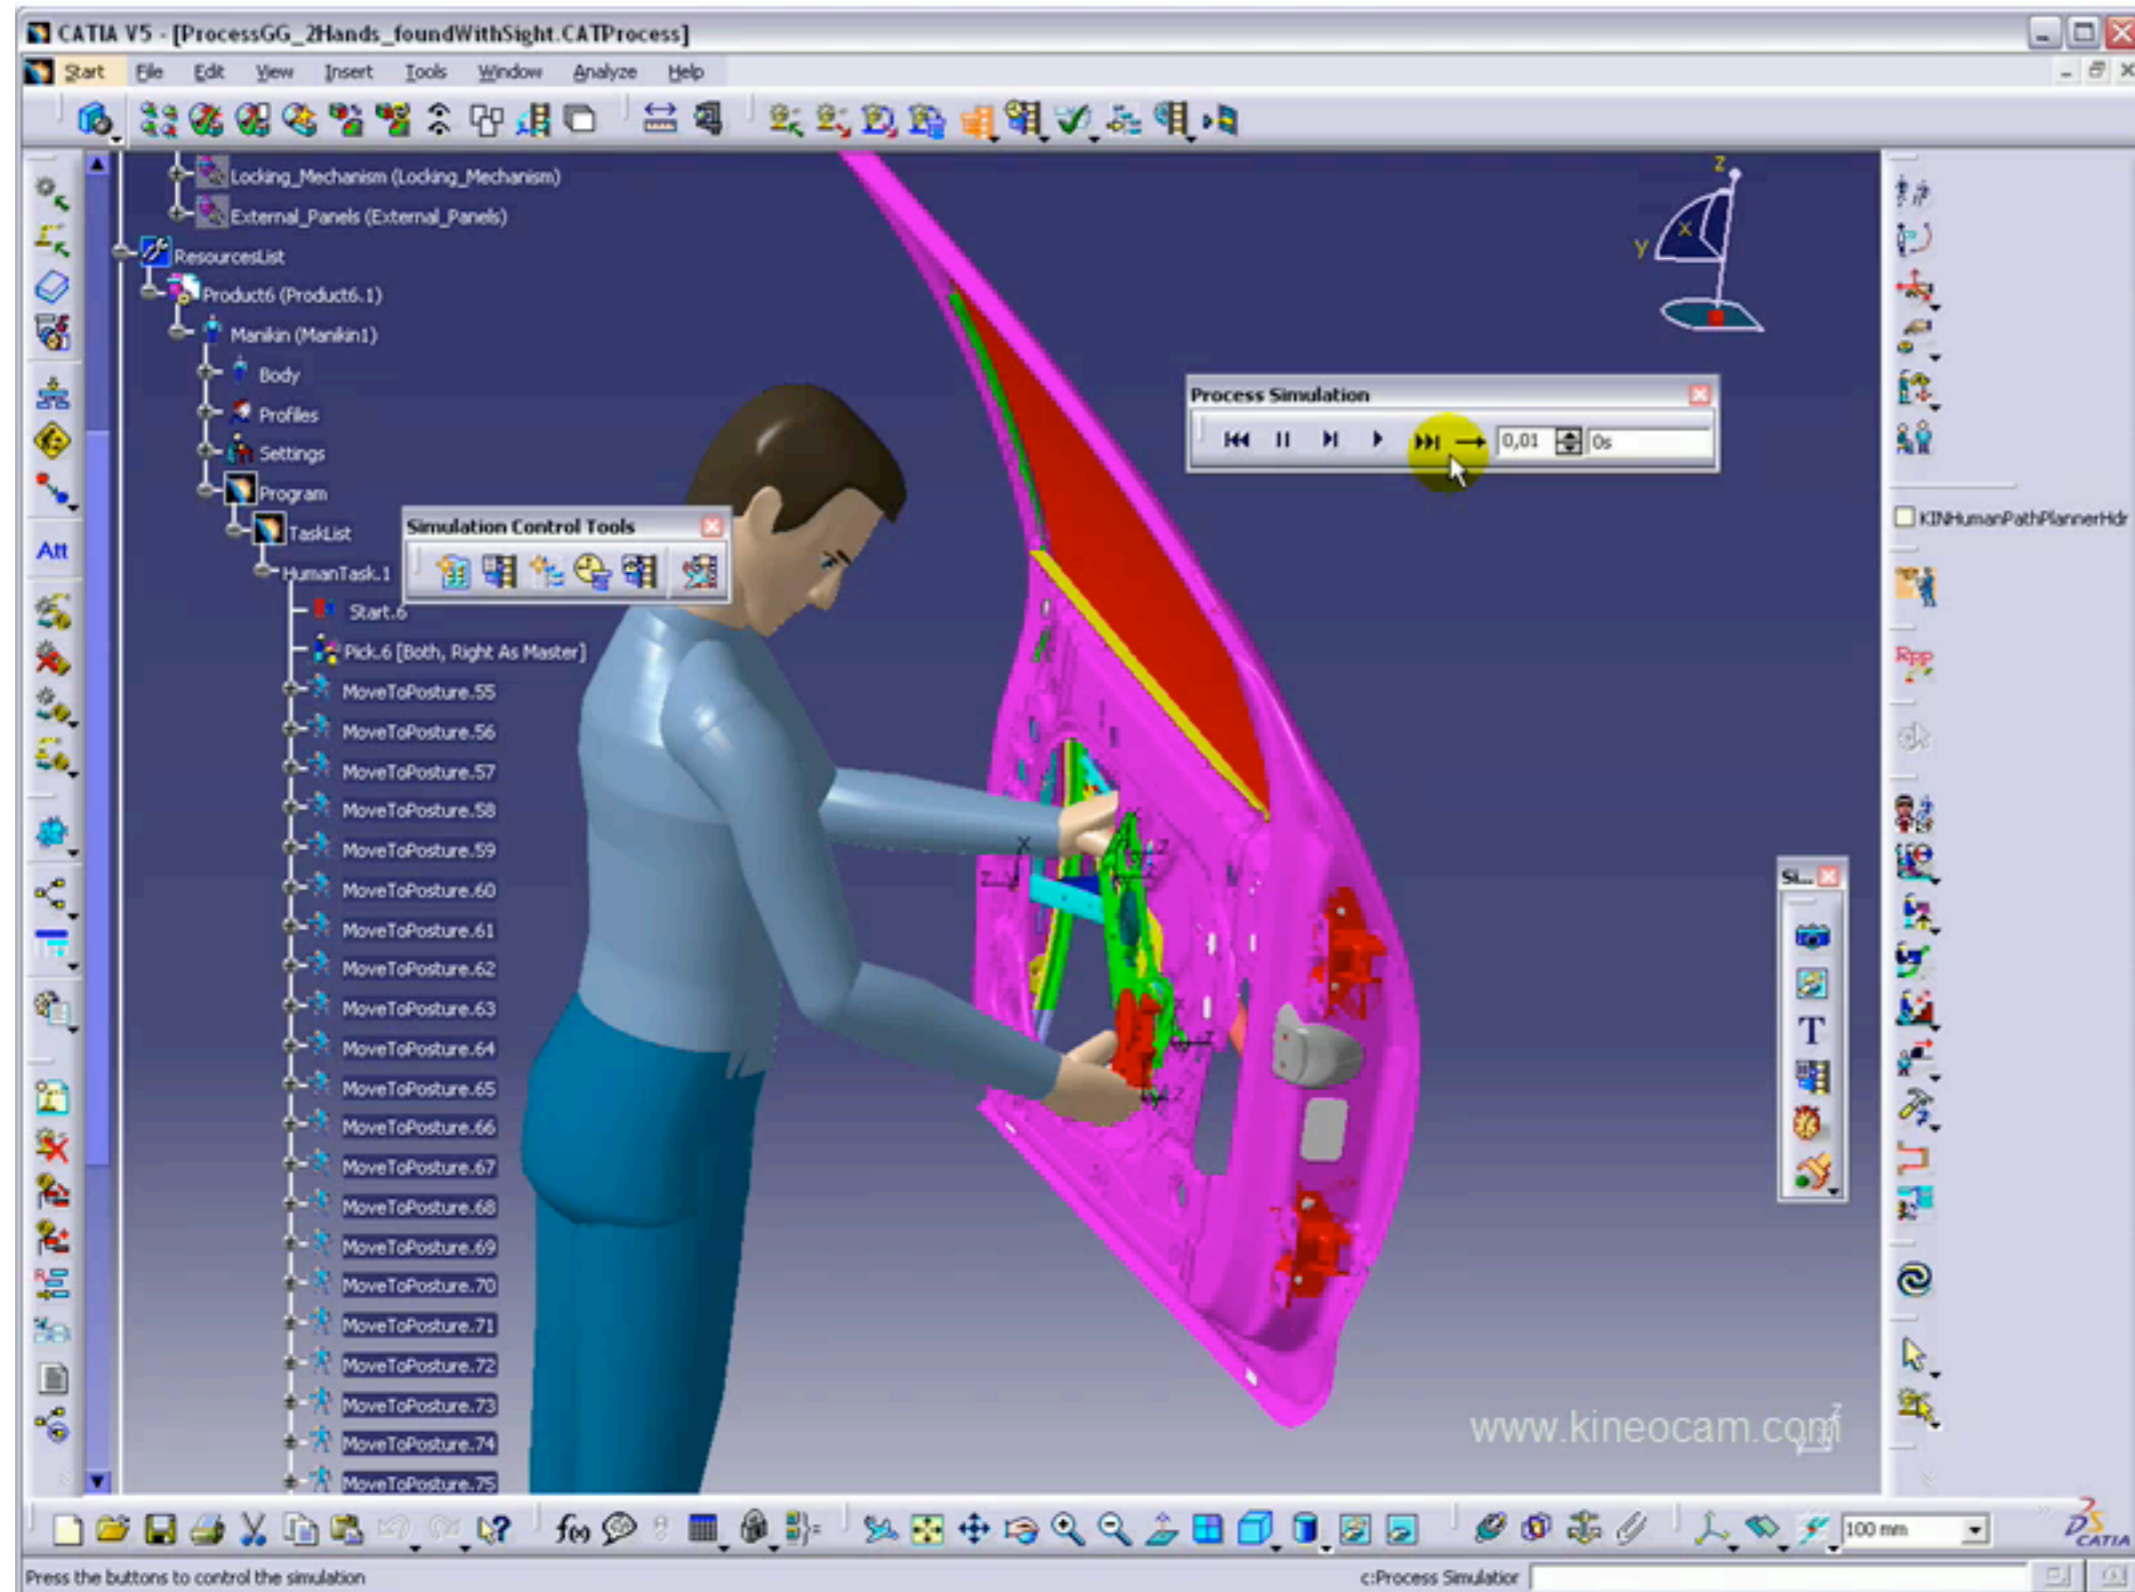 CATIA V5 - [ProcessGG_2Hands_foundWithSight.CATProcess]
Start File Edit View Insert Tools Window Analyze Help
Locking_Mechanism (Locking_Mechanism)
External_Panels (External_Panels)
ResourcesList
Product6 (Product6.1)
Manikin (Manikin1)
Body
Profiles
Settings
Program
TaskList
HumanTask.1
Start.6
Pick.6 [Both, Right As Master]
MoveToPosture.55
MoveToPosture.56
MoveToPosture.57
MoveToPosture.58
MoveToPosture.59
MoveToPosture.60
MoveToPosture.61
MoveToPosture.62
MoveToPosture.63
MoveToPosture.64
MoveToPosture.65
MoveToPosture.66
MoveToPosture.67
MoveToPosture.68
MoveToPosture.69
MoveToPosture.70
MoveToPosture.71
MoveToPosture.72
MoveToPosture.73
MoveToPosture.74
MoveToPosture.75
Att
Simulation Control Tools
Process Simulation
0,01 0s
z
x
y
Si...
T
KINHumanPathPlannerHdr
Rpp
www.kineocam.com
f(x)
100 mm
CATIA
Press the buttons to control the simulation
c:Process Simulation